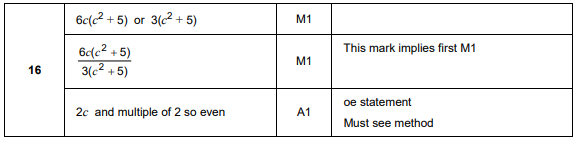 6c(c² + 5) or 3(c² + 5) M1
6c(c² + 5)
3(c² + 5)
M1
This mark implies first M1
16
2c and multiple of 2 so even
A1
oe statement
Must see method